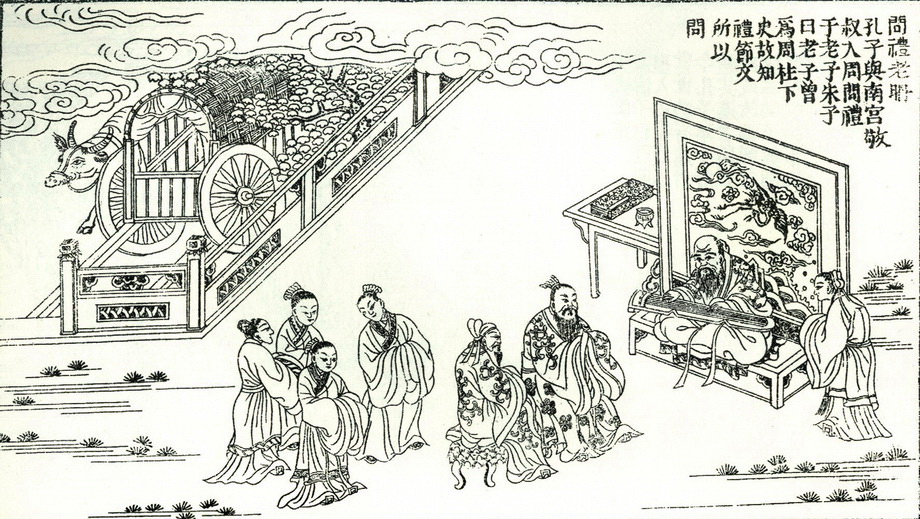 問禮老聃
孔子與南宮敬
叔入周問禮
于老子朱子
曰老子曾
爲周柱下
史故知
禮節文
所以
問